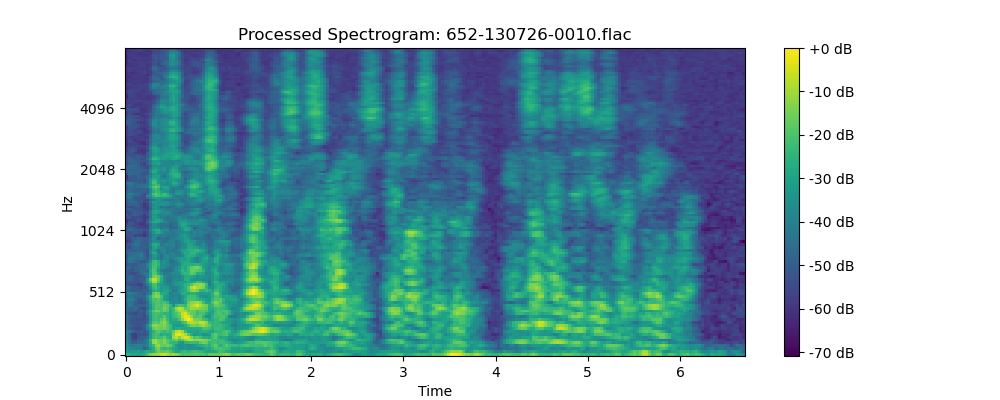 Processed Spectrogram: 652-130726-0010.flac
Hz
4096
2048
1024
512
0
0 1 2 3 4 5 6
Time
+0 dB
-10 dB
-20 dB
-30 dB
-40 dB
-50 dB
-60 dB
-70 dB